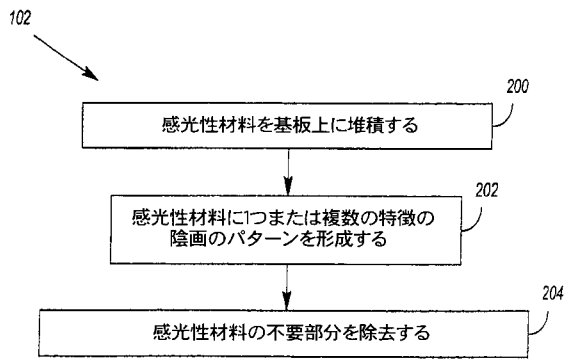 102
200
感光性材料を基板上に堆積する
202
感光性材料に1つまたは複数の特徴の
陰画のパターンを形成する
204
感光性材料の不要部分を除去する